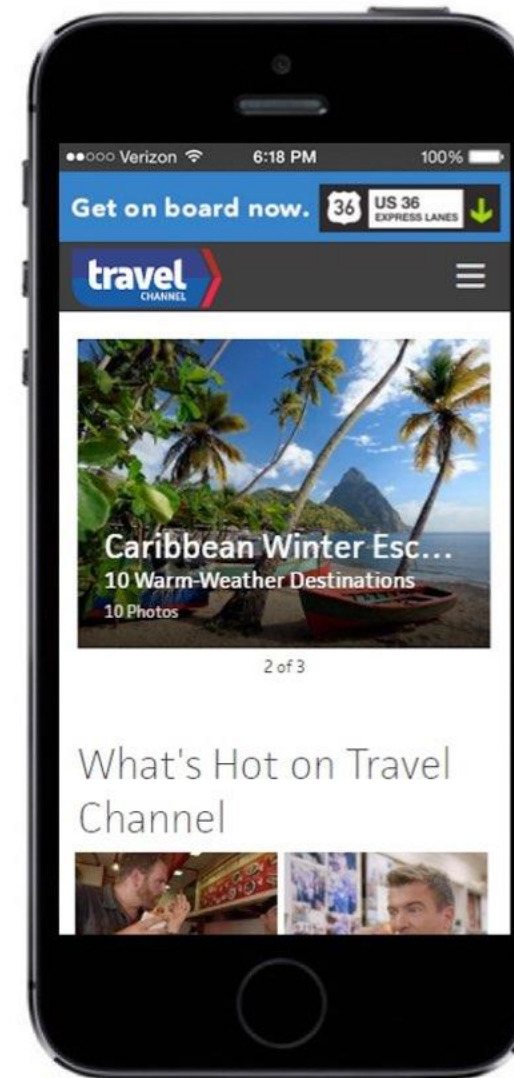 Verizon 6:18 PM 100%
Get on board now. 36 US 36
EXPRESS LANES
travel
CHANNEL
Caribbean Winter Esc...
10 Warm-Weather Destinations
10 Photos
2 of 3
What's Hot on Travel
Channel